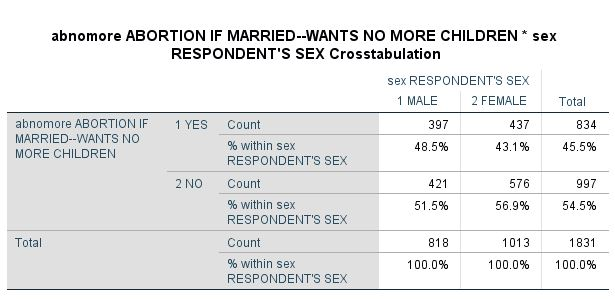 abnomore ABORTION IF MARRIED--WANTS NO MORE CHILDREN * sex
RESPONDENT'S SEX Crosstabulation
sex RESPONDENT'S SEX
1 MALE 2 FEMALE Total
abnomore ABORTION IF 1 YES Count 397 437 834
MARRIED--WANTS NO
MORE CHILDREN
% within sex 48.5% 43.1% 45.5%
RESPONDENT'S SEX
2 NO Count 421 576 997
% within sex 51.5% 56.9% 54.5%
RESPONDENT'S SEX
Total Count 818 1013 1831
% within sex 100.0% 100.0% 100.0%
RESPONDENT'S SEX